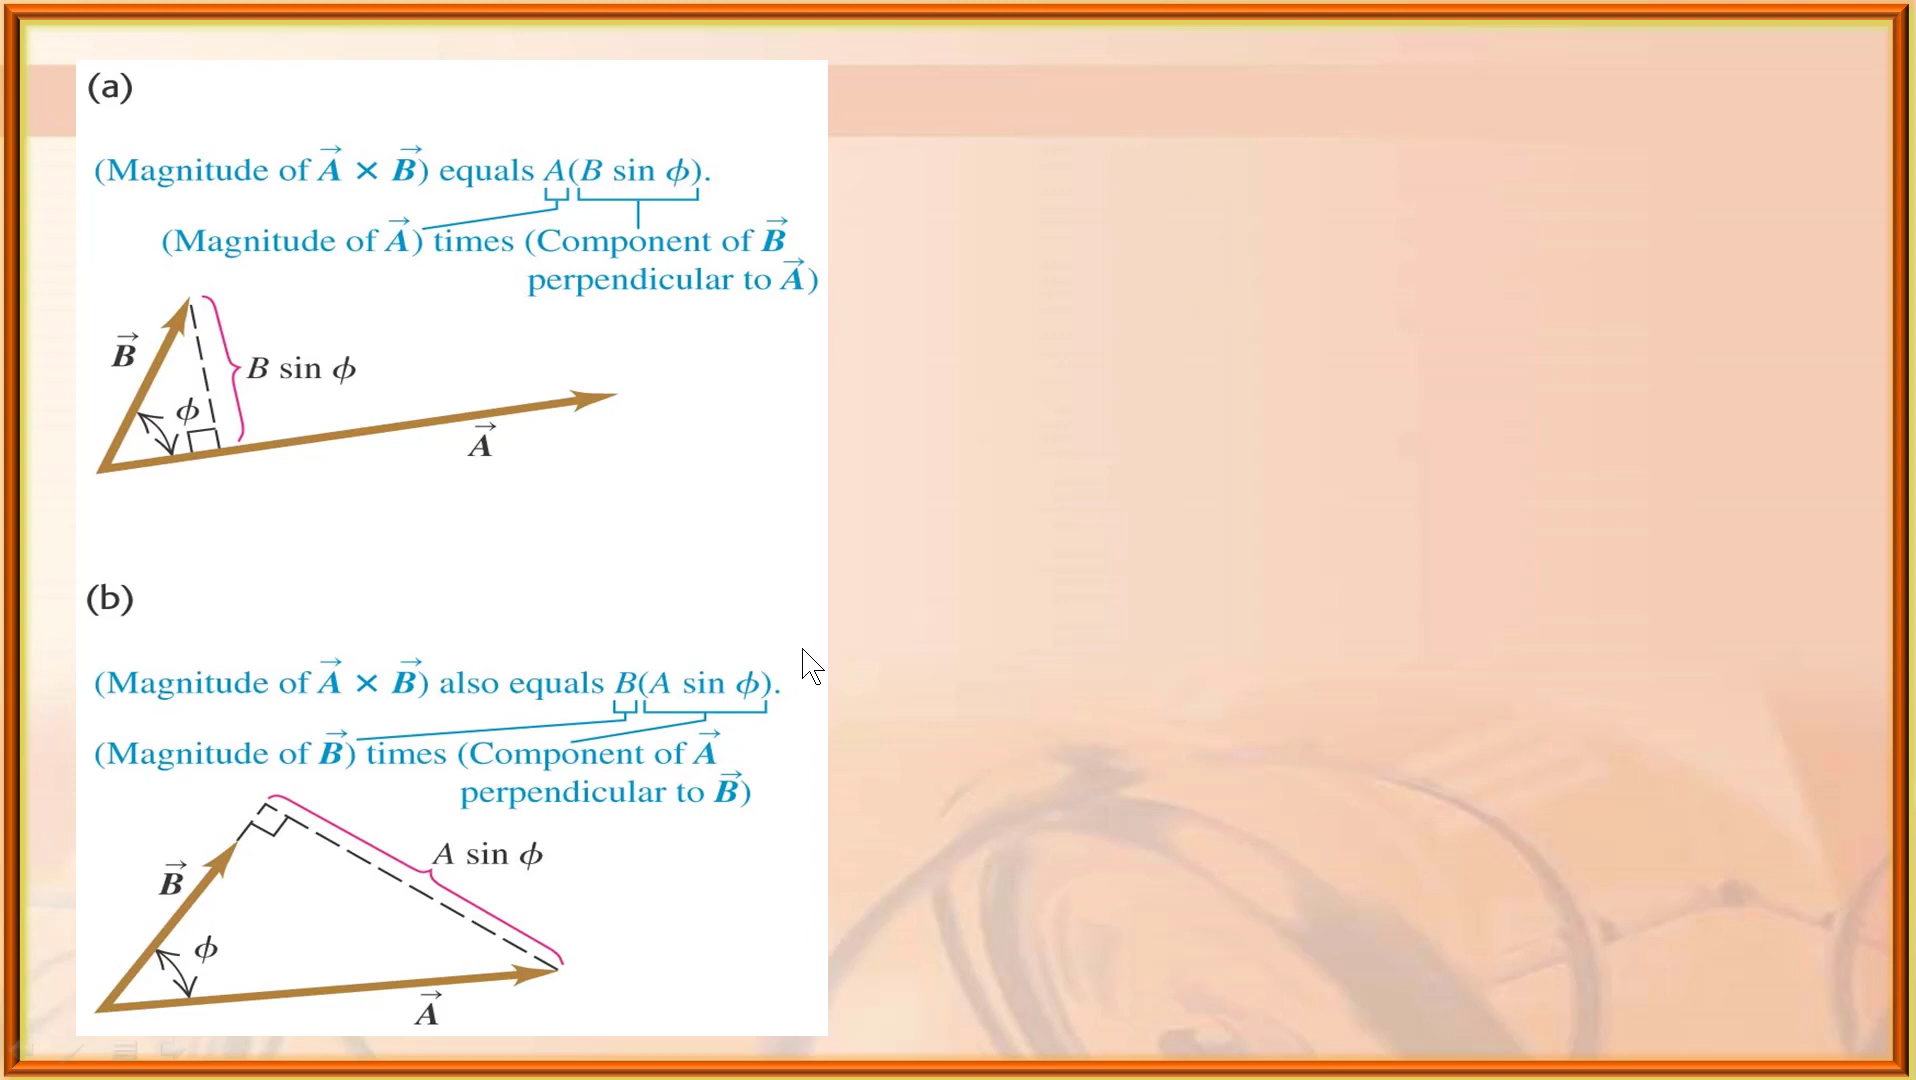 (a)
(Magnitude of A⃗ × B⃗) equals A(B sin ϕ).
(Magnitude of A⃗) times (Component of B⃗
perpendicular to A⃗)
B⃗
B sin ϕ
ϕ
A⃗
(b)
(Magnitude of A⃗ × B⃗) also equals B(A sin ϕ).
(Magnitude of B⃗) times (Component of A⃗
perpendicular to B⃗)
A sin ϕ
B⃗
ϕ
A⃗